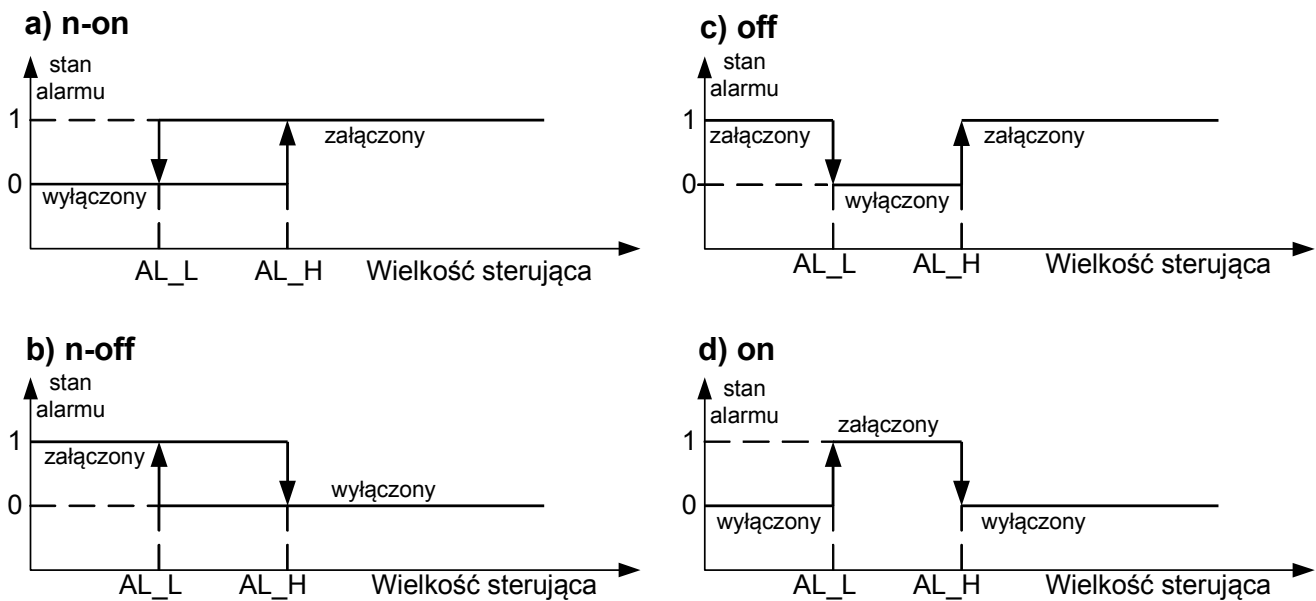 a) n-on
stan
alarmu
1
załączony
0
wyłączony
AL_L
AL_H
Wielkość sterująca
c) off
stan
alarmu
1
załączony
załączony
0
wyłączony
AL_L
AL_H
Wielkość sterująca
b) n-off
stan
alarmu
1
załączony
wyłączony
0
AL_L
AL_H
Wielkość sterująca
d) on
stan
alarmu
załączony
1
0
wyłączony
wyłączony
AL_L
AL_H
Wielkość sterująca